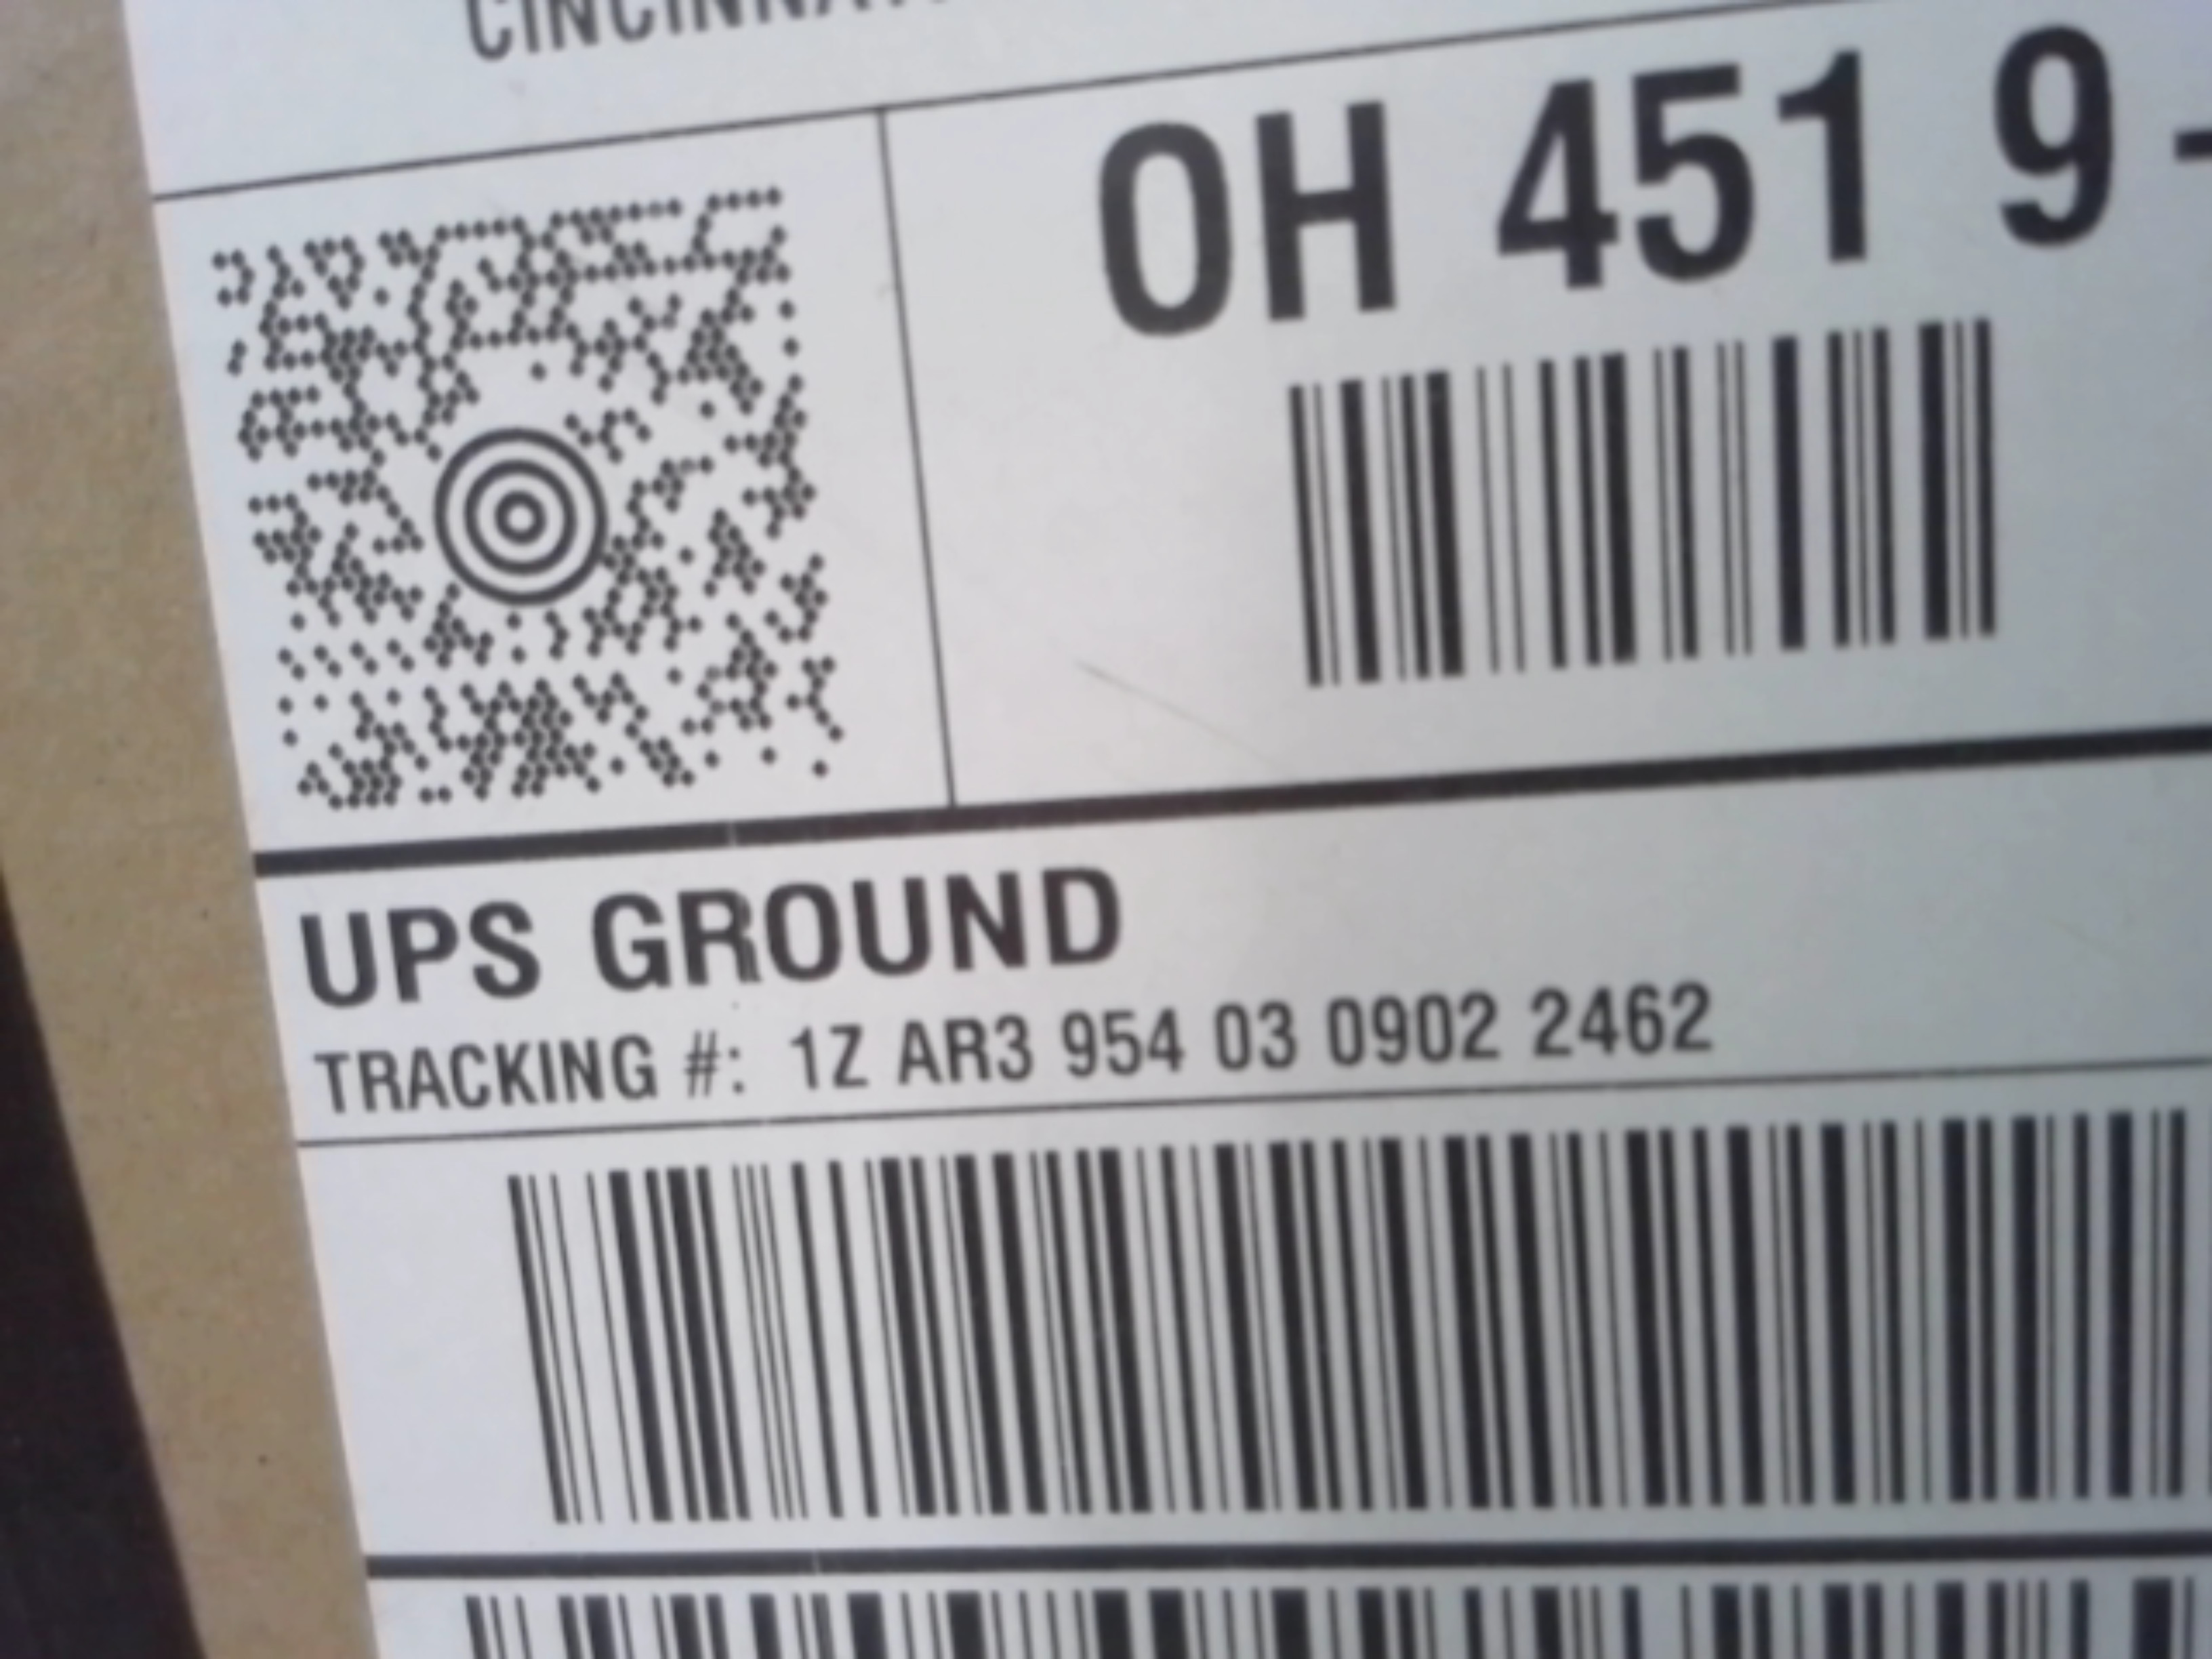 CINCINNA
OH 451 9-
UPS GROUND
TRACKING #: 1Z AR3 954 03 0902 2462